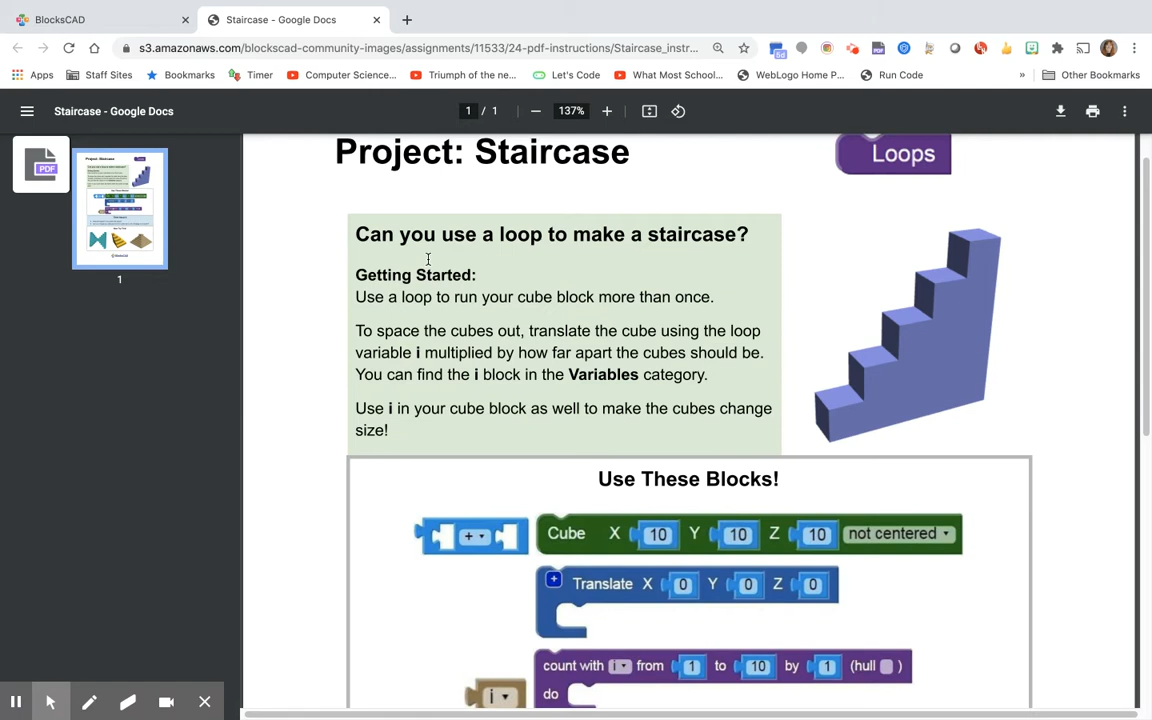 BlocksCAD
Staircase - Google Docs
s3.amazonaws.com/blockscad-community-images/assignments/11533/24-pdf-instructions/Staircase_instr...
Apps
Staff Sites
Bookmarks
Timer
Computer Science...
Triumph of the ne...
Let's Code
What Most School...
WebLogo Home P...
Run Code
»
Other Bookmarks
Staircase - Google Docs
1 / 1
137%
PDF
1
Project: Staircase
Loops
Can you use a loop to make a staircase?
Getting Started:
Use a loop to run your cube block more than once.
To space the cubes out, translate the cube using the loop
variable i multiplied by how far apart the cubes should be.
You can find the i block in the Variables category.
Use i in your cube block as well to make the cubes change
size!
Use These Blocks!
+
Cube X 10 Y 10 Z 10 not centered
+ Translate X 0 Y 0 Z 0
count with i from 1 to 10 by 1 (hull )
do
i